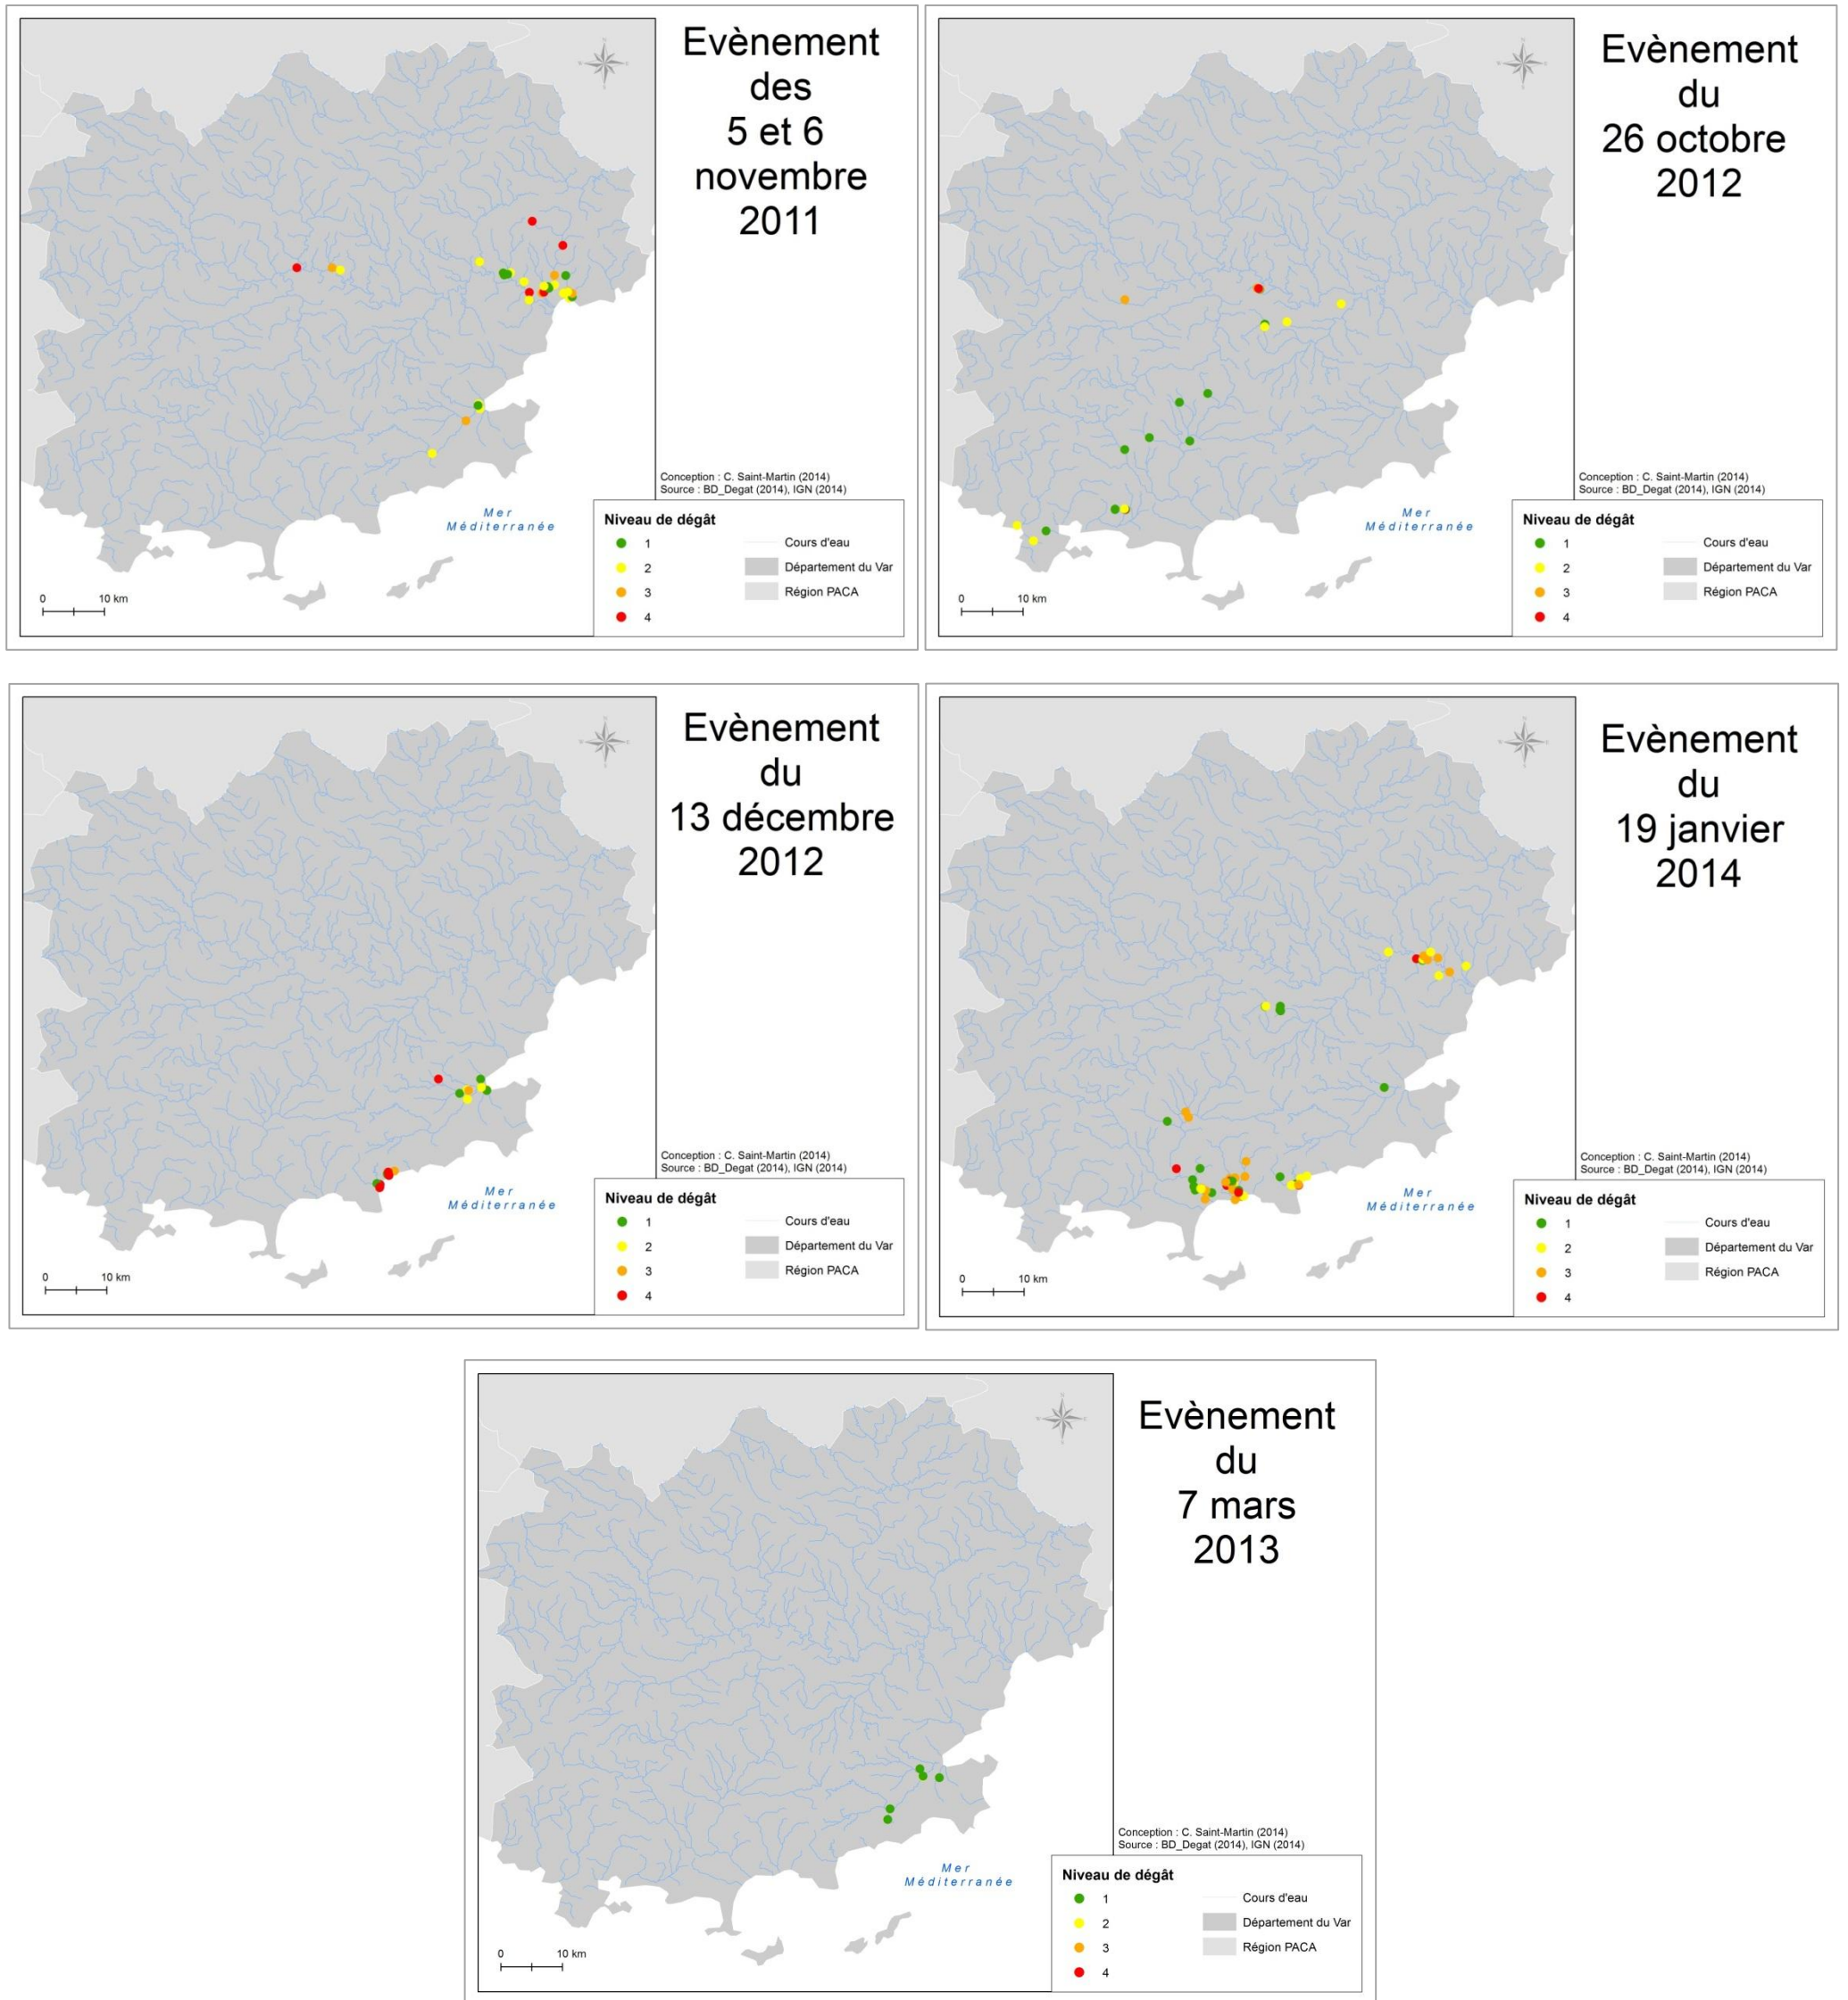 Evènement
des
5 et 6
novembre
2011
Conception : C. Saint-Martin (2014)
Source : BD_Degat (2014), IGN (2014)
Mer
Méditerranée
Niveau de dégât
1
2
3
4
Cours d'eau
Département du Var
Région PACA
0 10 km
Evènement
du
26 octobre
2012
Conception : C. Saint-Martin (2014)
Source : BD_Degat (2014), IGN (2014)
Mer
Méditerranée
Niveau de dégât
1
2
3
4
Cours d'eau
Département du Var
Région PACA
0 10 km
Evènement
du
13 décembre
2012
Conception : C. Saint-Martin (2014)
Source : BD_Degat (2014), IGN (2014)
Mer
Méditerranée
Niveau de dégât
1
2
3
4
Cours d'eau
Département du Var
Région PACA
0 10 km
Evènement
du
19 janvier
2014
Conception : C. Saint-Martin (2014)
Source : BD_Degat (2014), IGN (2014)
Mer
Méditerranée
Niveau de dégât
1
2
3
4
Cours d'eau
Département du Var
Région PACA
0 10 km
Evènement
du
7 mars
2013
Conception : C. Saint-Martin (2014)
Source : BD_Degat (2014), IGN (2014)
Mer
Méditerranée
Niveau de dégât
1
2
3
4
Cours d'eau
Département du Var
Région PACA
0 10 km